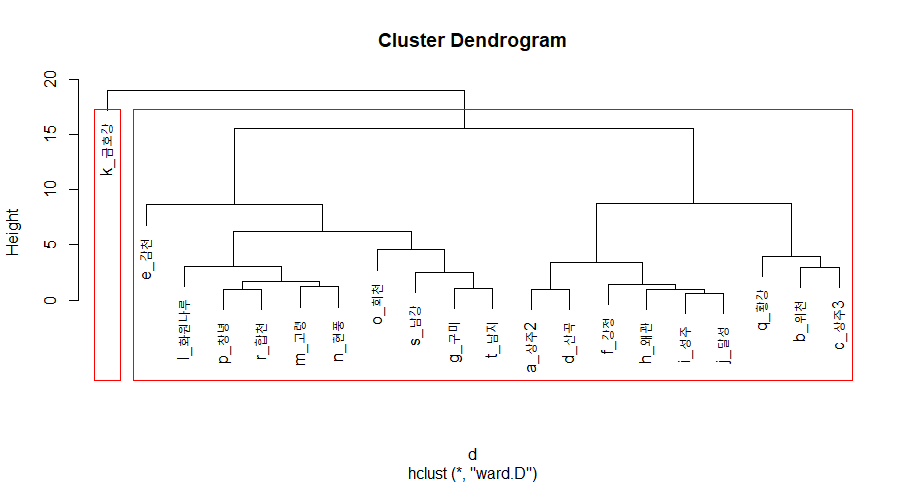 Cluster Dendrogram
Height
20
15
10
5
0
k_금호강
e_감천
l_화원나루
p_창녕
r_합천
m_고령
n_현풍
o_회천
s_남강
g_구미
t_남지
a_상주2
d_산곡
f_강정
h_왜관
i_성주
j_달성
q_황강
b_위천
c_상주3
d
hclust (*, "ward.D")